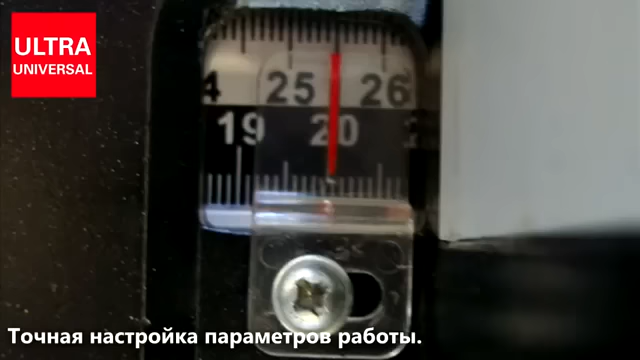 ULTRA
UNIVERSAL
4 25 26
19 20
Точная настройка параметров работы.